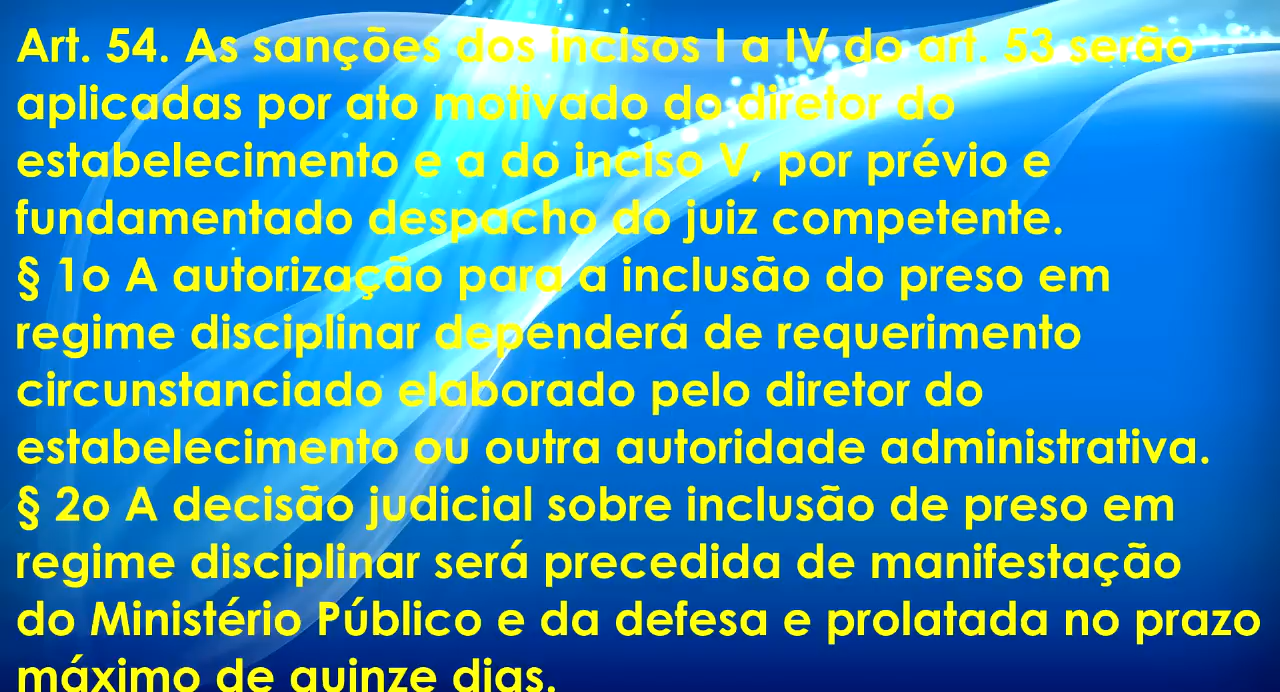 Art. 54. As sanções dos incisos I a IV do art. 53 serão
aplicadas por ato motivado do diretor do
estabelecimento e a do inciso V, por prévio e
fundamentado despacho do juiz competente.
§ 1o A autorização para a inclusão do preso em
regime disciplinar dependerá de requerimento
circunstanciado elaborado pelo diretor do
estabelecimento ou outra autoridade administrativa.
§ 2o A decisão judicial sobre inclusão de preso em
regime disciplinar será precedida de manifestação
do Ministério Público e da defesa e prolatada no prazo
máximo de quinze dias.